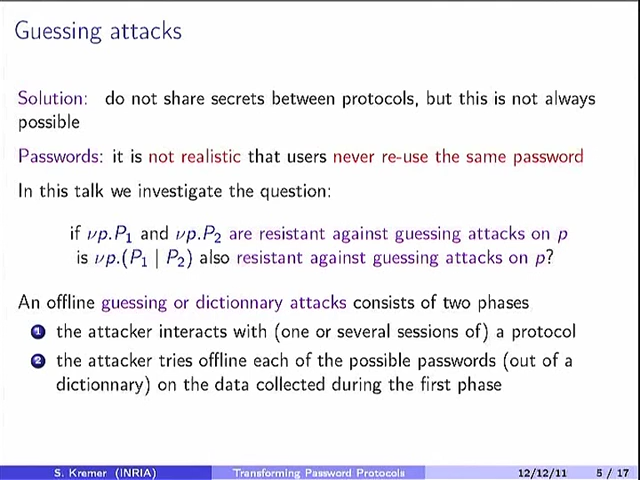 Guessing attacks
Solution: do not share secrets between protocols, but this is not always
possible
Passwords: it is not realistic that users never re-use the same password
In this talk we investigate the question:
if νp.P₁ and νp.P₂ are resistant against guessing attacks on p
is νp.(P₁ | P₂) also resistant against guessing attacks on p?
An offline guessing or dictionnary attacks consists of two phases
1 the attacker interacts with (one or several sessions of) a protocol
2 the attacker tries offline each of the possible passwords (out of a
dictionnary) on the data collected during the first phase
S. Kremer (INRIA) Transforming Password Protocols 12/12/11 5 / 17